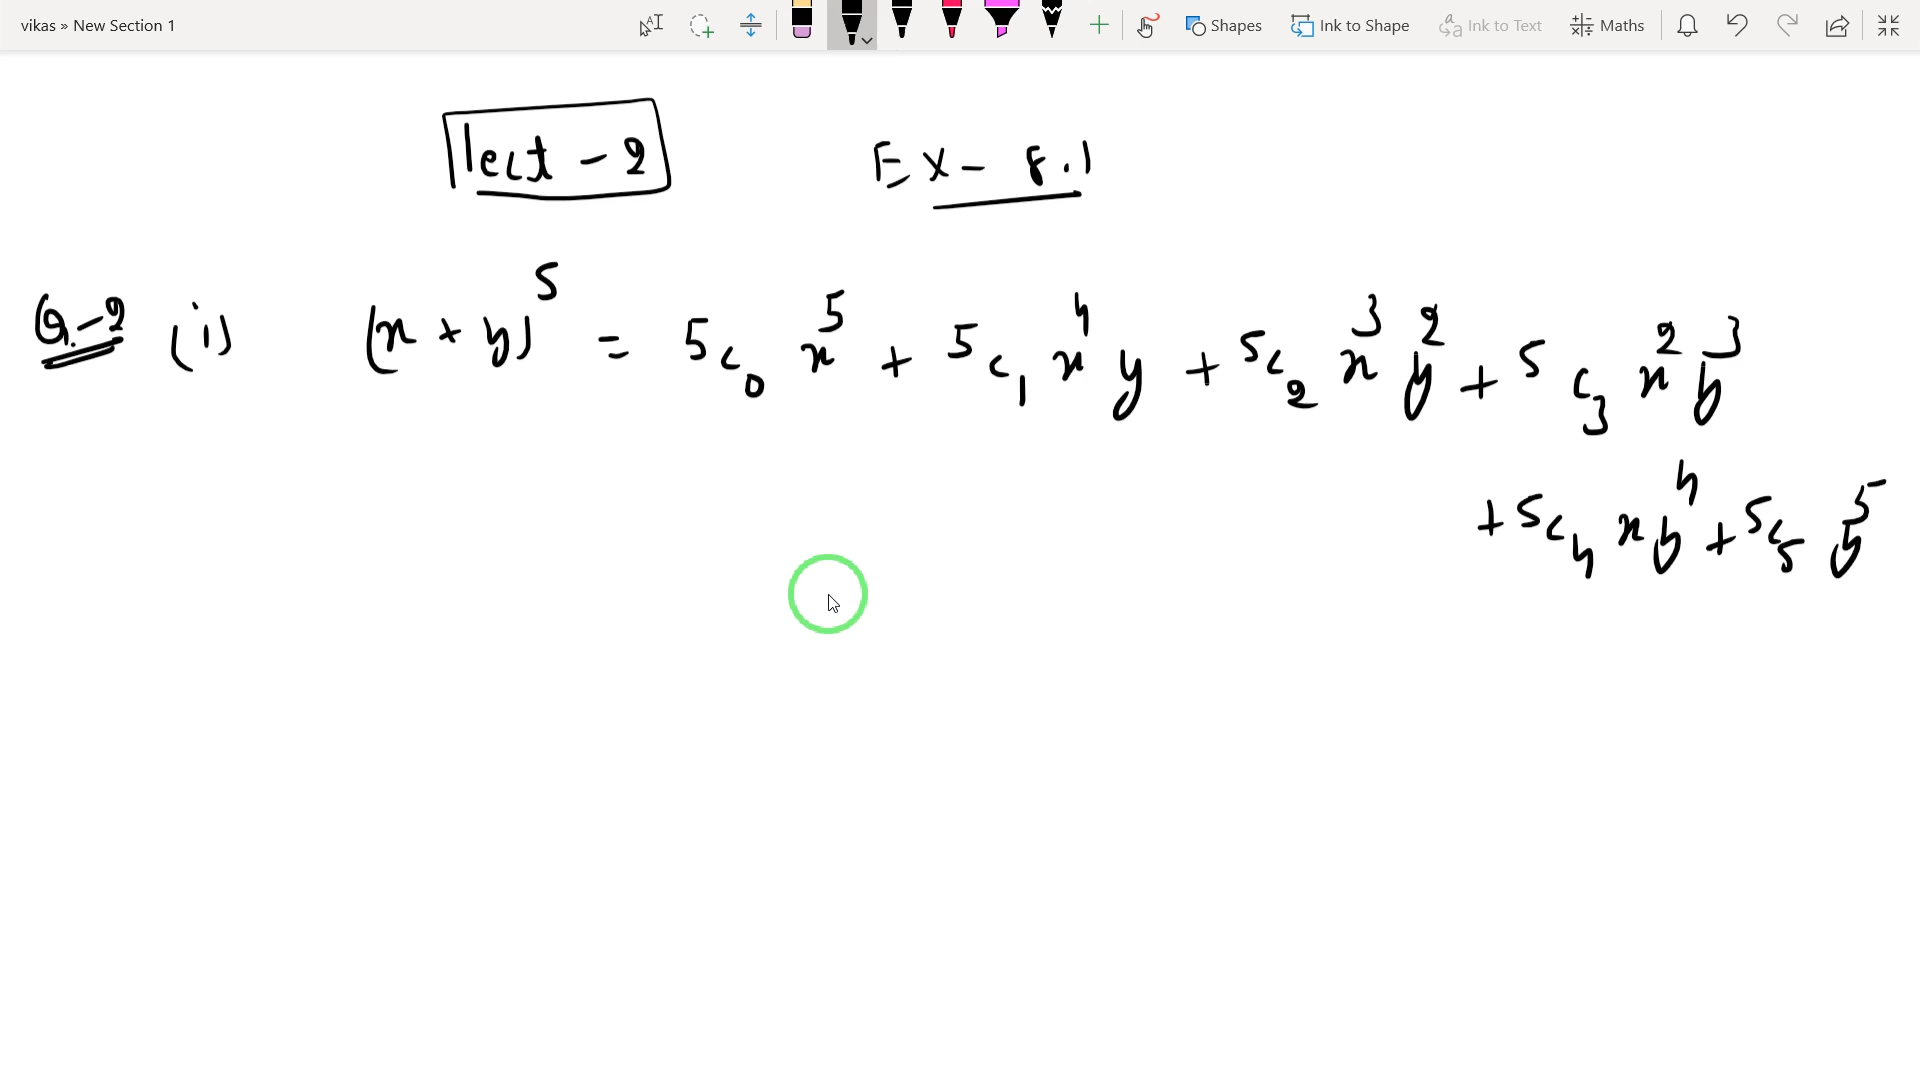 vikas » New Section 1 Shapes Ink to Shape Ink to Text Maths
lect - 2 Ex - 8.1
Q.-2 (i) (x + y)⁵ = ⁵C₀ x⁵ + ⁵C₁ x⁴ y + ⁵C₂ x³ y² + ⁵C₃ x² y³
+ ⁵C₄ x y⁴ + ⁵C₅ y⁵